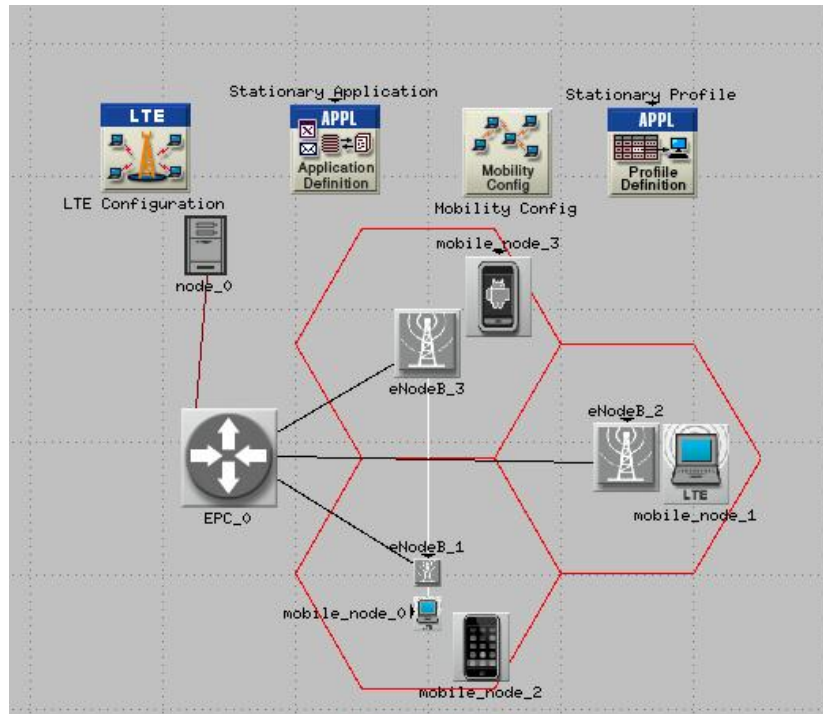 Stationary Application
Stationary Profile
LTE
APPL
Application
Definition
Mobility
Config
APPL
Profiile
Definition
LTE Configuration
Mobility Config
node_0
mobile_node_3
eNodeB_3
eNodeB_2
LTE
mobile_node_1
EPC_0
eNodeB_1
mobile_node_0
mobile_node_2